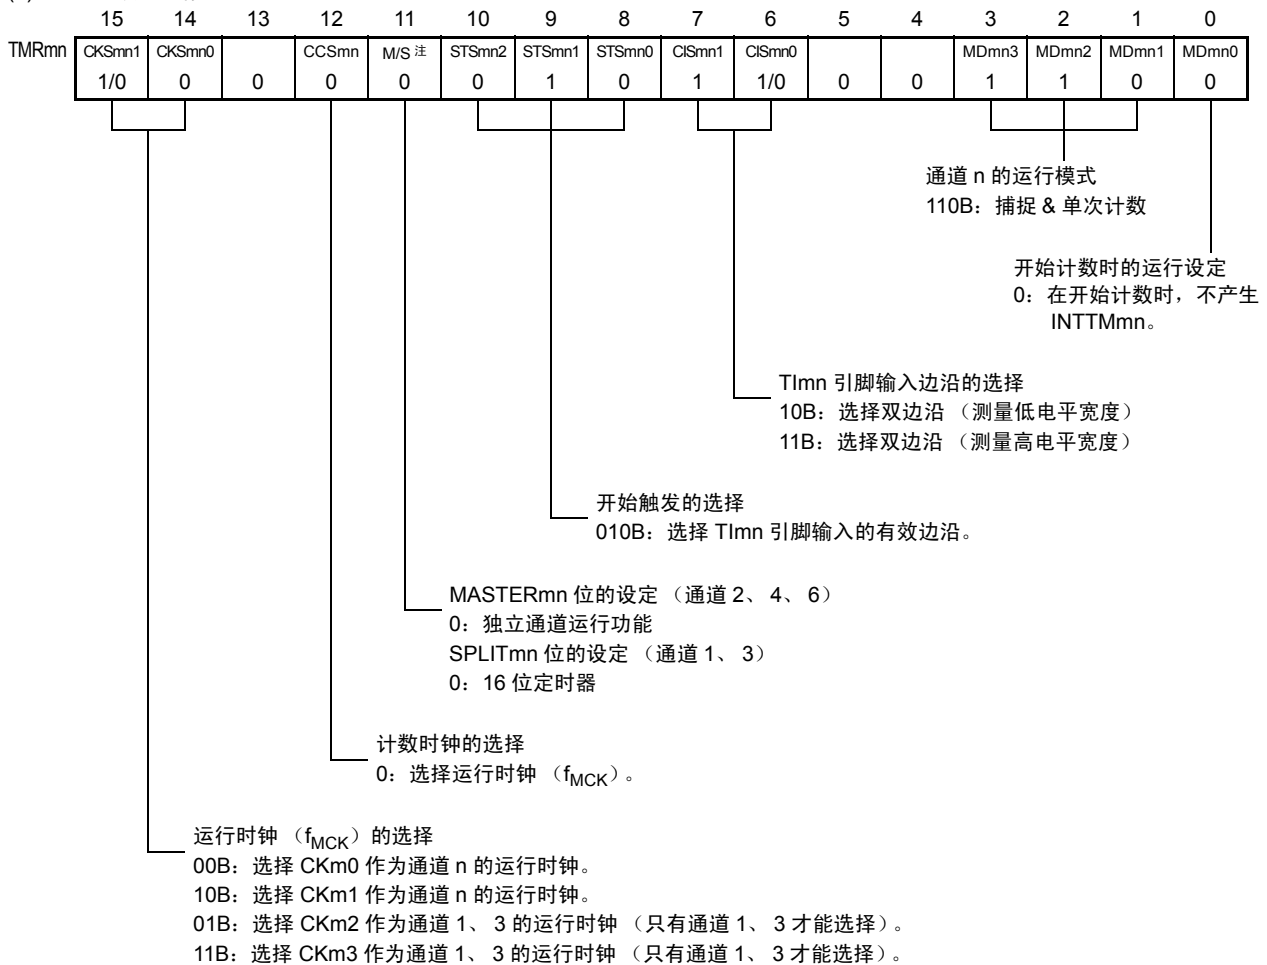 15 14 13 12 11 10 9 8 7 6 5 4 3 2 1 0
TMRmn CKSmn1 CKSmn0 CCSmn M/S 注 STSmn2 STSmn1 STSmn0 CISmn1 CISmn0 MDmn3 MDmn2 MDmn1 MDmn0
1/0 0 0 0 0 0 1 0 1 1/0 0 0 1 1 0 0
通道 n 的运行模式
110B：捕捉 & 单次计数
开始计数时的运行设定
0：在开始计数时，不产生
INTTMmn。
TImn 引脚输入边沿的选择
10B：选择双边沿 （测量低电平宽度）
11B：选择双边沿 （测量高电平宽度）
开始触发的选择
010B：选择 TImn 引脚输入的有效边沿。
MASTERmn 位的设定 （通道 2、 4、 6）
0：独立通道运行功能
SPLITmn 位的设定 （通道 1、 3）
0：16 位定时器
计数时钟的选择
0：选择运行时钟 （fMCK）。
运行时钟 （fMCK）的选择
00B：选择 CKm0 作为通道 n 的运行时钟。
10B：选择 CKm1 作为通道 n 的运行时钟。
01B：选择 CKm2 作为通道 1、 3 的运行时钟 （只有通道 1、 3 才能选择）。
11B：选择 CKm3 作为通道 1、 3 的运行时钟 （只有通道 1、 3 才能选择）。